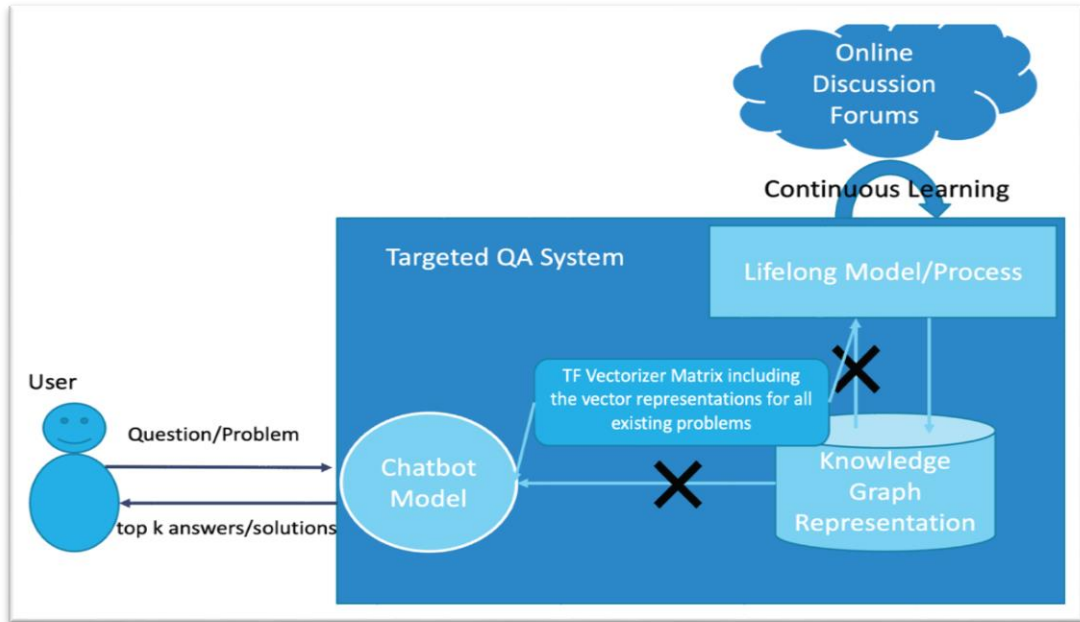 Online
Discussion
Forums
Continuous Learning
Targeted QA System
Lifelong Model/Process
TF Vectorizer Matrix including
the vector representations for all
existing problems
User
Question/Problem
Chatbot
Model
top k answers/solutions
Knowledge
Graph
Representation